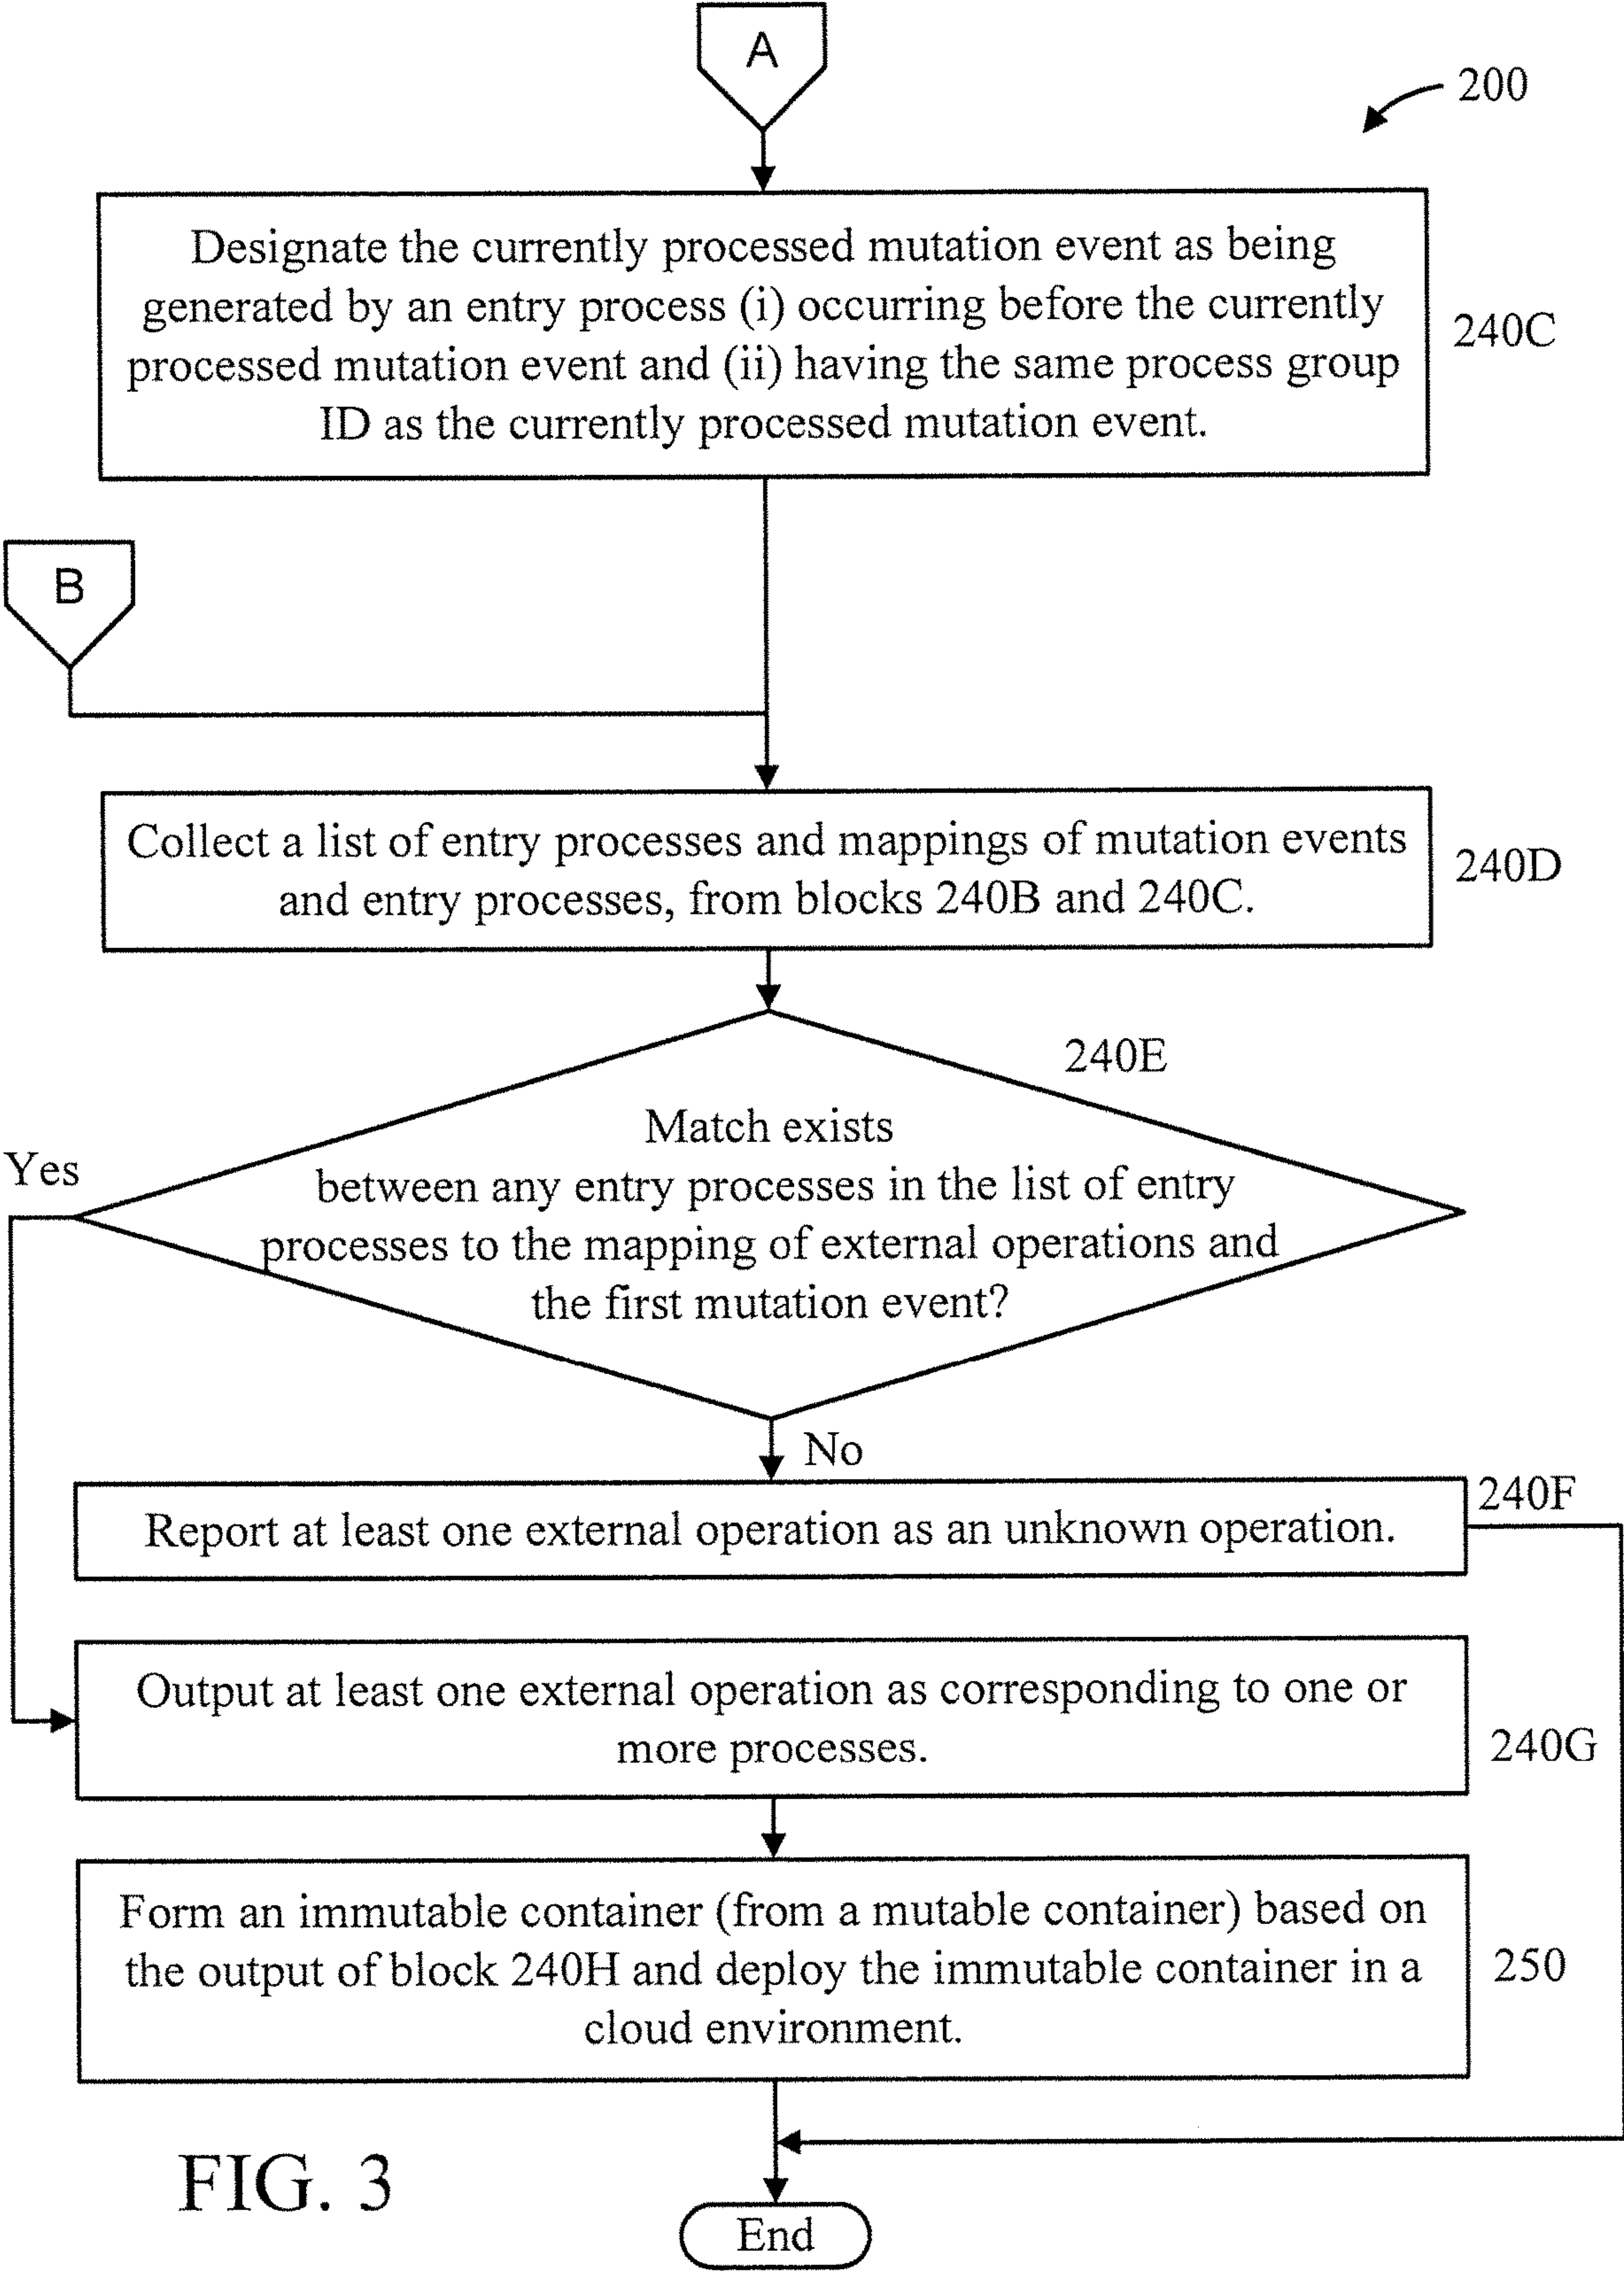 A
200
Designate the currently processed mutation event as being
generated by an entry process (i) occurring before the currently
processed mutation event and (ii) having the same process group
ID as the currently processed mutation event.
240C
B
Collect a list of entry processes and mappings of mutation events
and entry processes, from blocks 240B and 240C.
240D
240E
Match exists
between any entry processes in the list of entry
processes to the mapping of external operations and
the first mutation event?
Yes
No
Report at least one external operation as an unknown operation.
240F
Output at least one external operation as corresponding to one or
more processes.
240G
Form an immutable container (from a mutable container) based on
the output of block 240H and deploy the immutable container in a
cloud environment.
250
FIG. 3
End